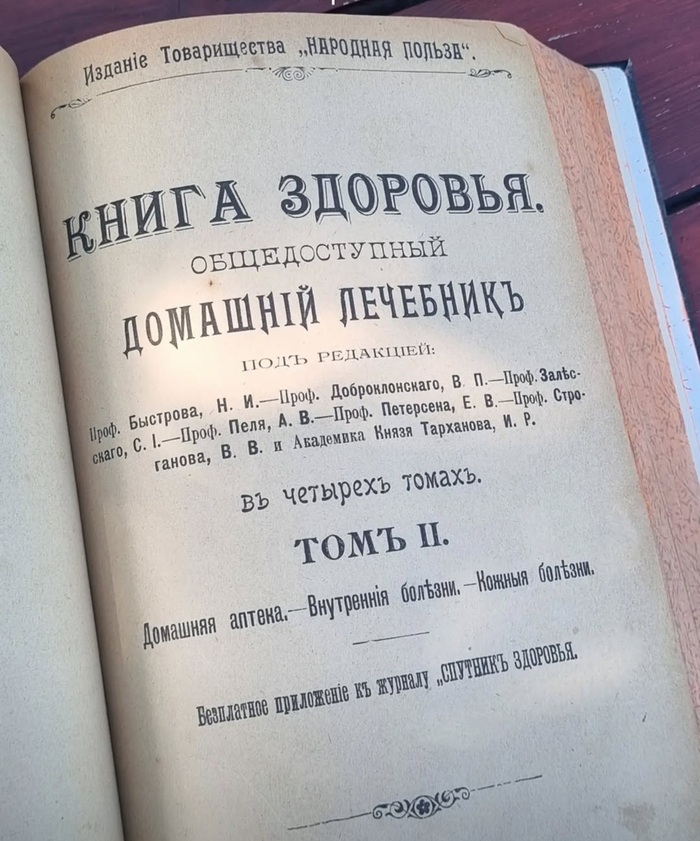 Изданіе Товарищества „НАРОДНАЯ ПОЛЬЗА“.
КНИГА ЗДОРОВЬЯ.
ОБЩЕДОСТУПНЫЙ
ДОМАШНІЙ ЛЕЧЕБНИКЪ
ПОДЪ РЕДАКЦІЕЙ:
Проф. Быстрова, Н. И.—Проф. Доброклонскаго, В. П.—Проф. Залѣс-
скаго, С. І.—Проф. Пеля, А. В.—Проф. Петерсена, Е. В.—Проф. Стро-
ганова, В. В. и Академика Князя Тарханова, И. Р.
въ четырехъ томахъ.
ТОМЪ II.
Домашняя аптека.—Внутреннія болѣзни.—Кожныя болѣзни.
Безплатное приложеніе къ журналу „СПУТНИКЪ ЗДОРОВЬЯ.